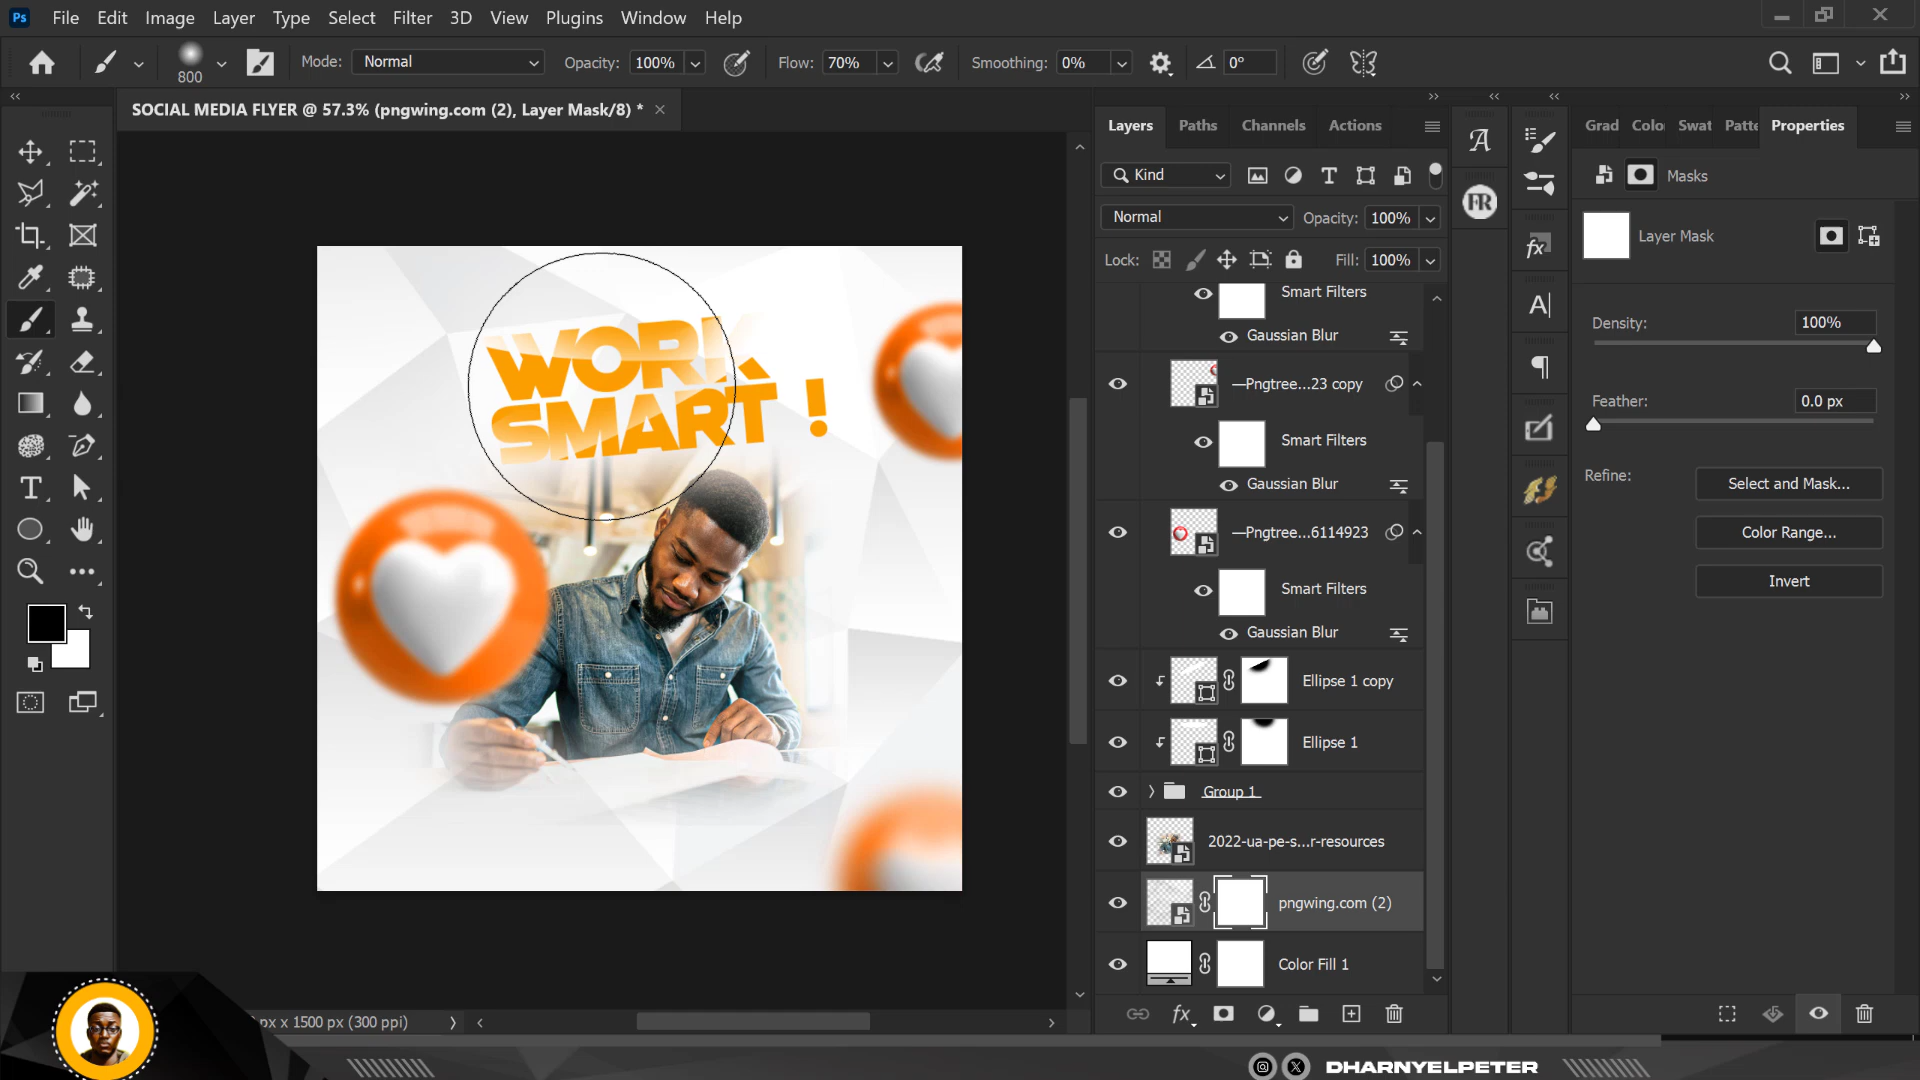 Ps File Edit Image Layer Type Select Filter 3D View Plugins Window Help
800 Mode: Normal Opacity: 100% Flow: 70% Smoothing: 0% 0°
SOCIAL MEDIA FLYER @ 57.3% (pngwing.com (2), Layer Mask/8) *
Layers Paths Channels Actions
Grad Colo Swat Patte Properties
Kind
Masks
Normal Opacity: 100%
Layer Mask
Lock: Fill: 100%
Smart Filters
Gaussian Blur
Density: 100%
—Pngtree...23 copy
Feather: 0.0 px
Smart Filters
Gaussian Blur
Refine: Select and Mask...
—Pngtree...6114923
Color Range...
Smart Filters
Invert
Gaussian Blur
Ellipse 1 copy
Ellipse 1
Group 1
2022-ua-pe-s...r-resources
pngwing.com (2)
Color Fill 1
WORK
SMART !
px x 1500 px (300 ppi)
DHARNYELPETER